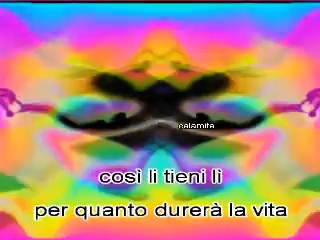 calamita
così li tieni lì
per quanto durerà la vita